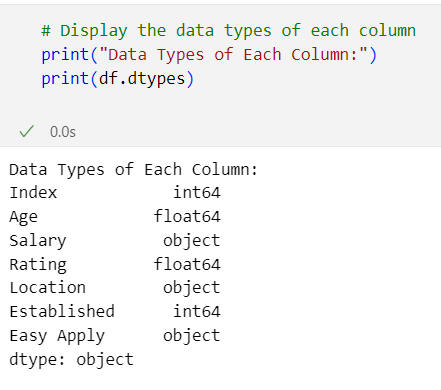 # Display the data types of each column
print("Data Types of Each Column:")
print(df.dtypes)
✓ 0.0s
Data Types of Each Column:
Index int64
Age float64
Salary object
Rating float64
Location object
Established int64
Easy Apply object
dtype: object